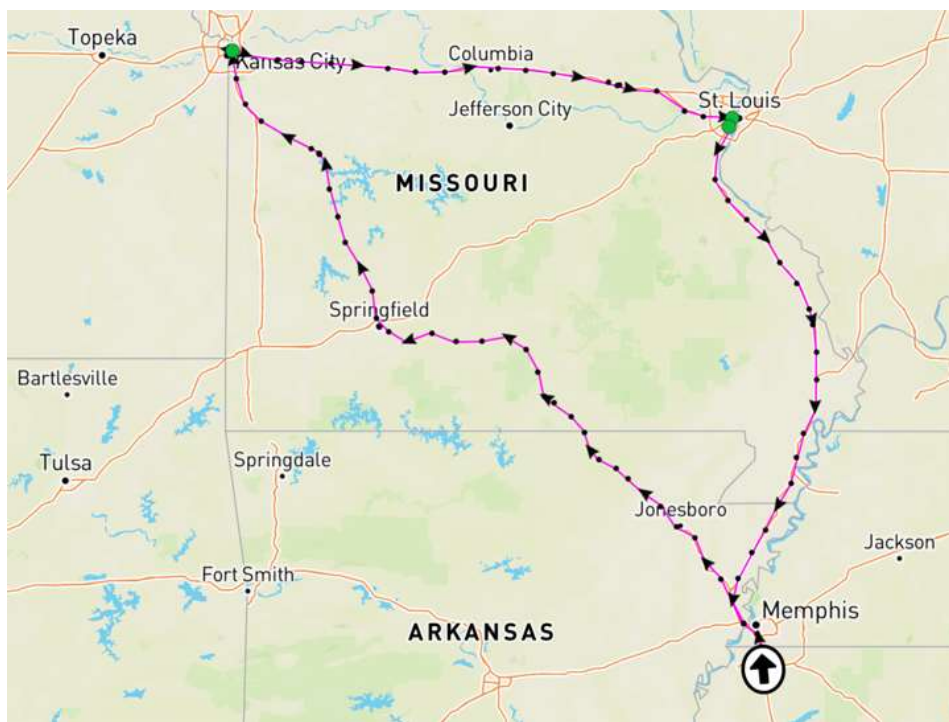 Topeka
Kansas City
Columbia
St. Louis
Jefferson City
MISSOURI
Springfield
Bartlesville
Tulsa
Springdale
Jonesboro
Jackson
Fort Smith
Memphis
ARKANSAS